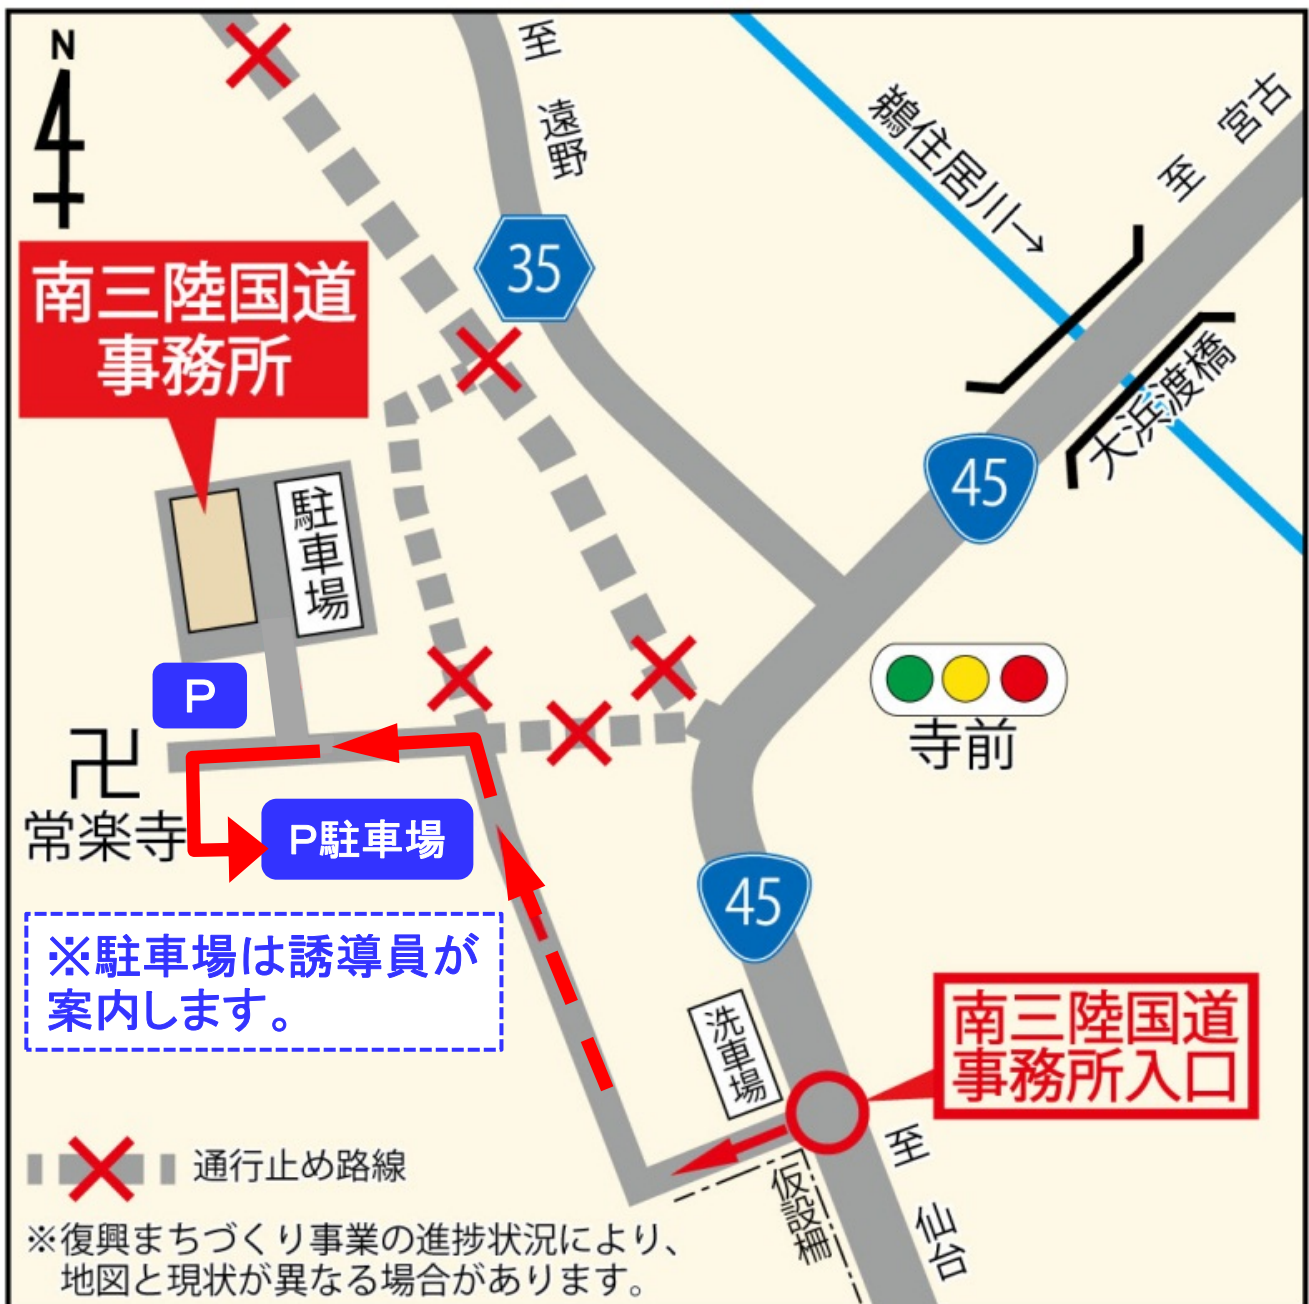 N
至 遠野
鵜住居川→
至 宮古
35
南三陸国道
事務所
大浜渡橋
45
駐車場
P
寺前
卍
常楽寺
P駐車場
45
※駐車場は誘導員が
案内します。
洗車場
南三陸国道
事務所入口
至 仙台
仮設柵
通行止め路線
※復興まちづくり事業の進捗状況により、
地図と現状が異なる場合があります。